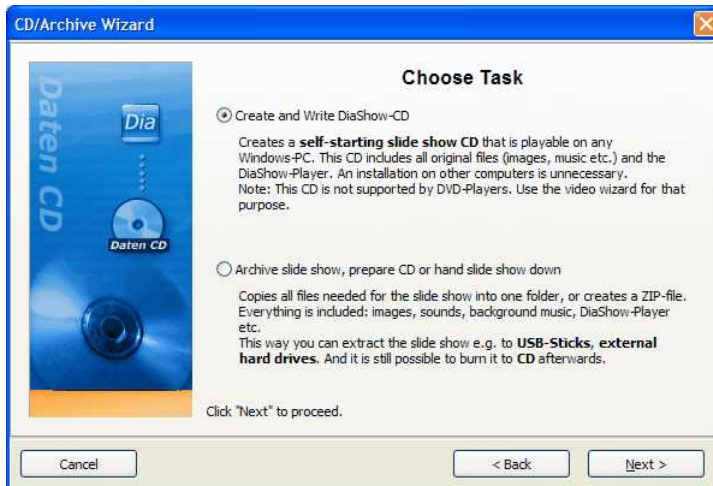 CD/Archive Wizard
Daten CD
Dia
Daten CD
Choose Task
Create and Write DiaShow-CD
Creates a self-starting slide show CD that is playable on any
Windows-PC. This CD includes all original files (images, music etc.) and the
DiaShow-Player. An installation on other computers is unnecessary.
Note: This CD is not supported by DVD-Players. Use the video wizard for that
purpose.
Archive slide show, prepare CD or hand slide show down
Copies all files needed for the slide show into one folder, or creates a ZIP-file.
Everything is included: images, sounds, background music, DiaShow-Player
etc.
This way you can extract the slide show e.g. to USB-Sticks, external
hard drives. And it is still possible to burn it to CD afterwards.
Click "Next" to proceed.
Cancel
< Back
Next >